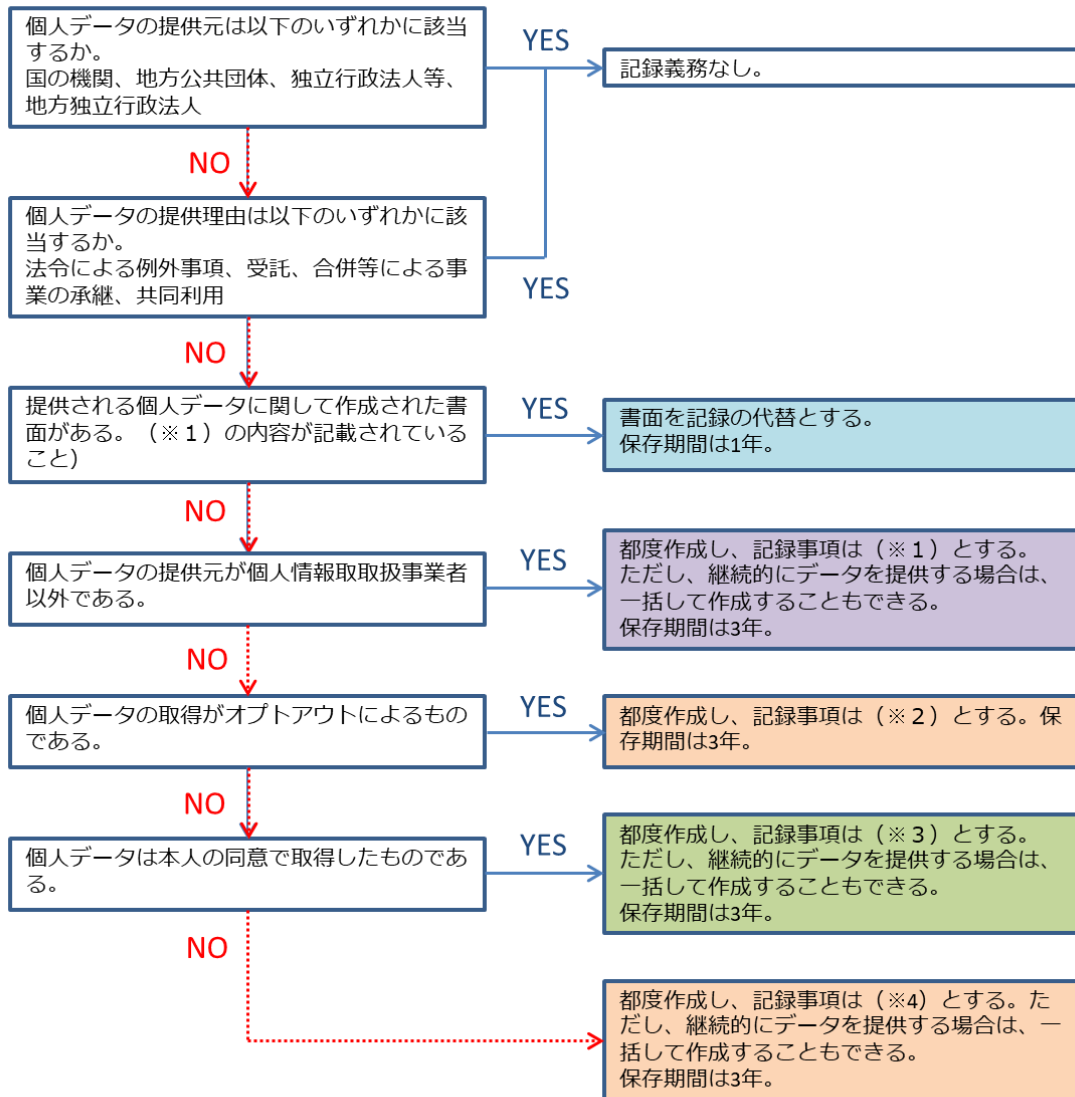 個人データの提供元は以下のいずれかに該当
するか。
国の機関、地方公共団体、独立行政法人等、
地方独立行政法人
YES
記録義務なし。
NO
個人データの提供理由は以下のいずれかに該
当するか。
法令による例外事項、受託、合併等による事
業の承継、共同利用
YES
NO
提供される個人データに関して作成された書
面がある。（※１）の内容が記載されている
こと）
YES
書面を記録の代替とする。
保存期間は1年。
NO
個人データの提供元が個人情報取取扱事業者
以外である。
YES
都度作成し、記録事項は（※１）とする。
ただし、継続的にデータを提供する場合は、
一括して作成することもできる。
保存期間は3年。
NO
個人データの取得がオプトアウトによるもの
である。
YES
都度作成し、記録事項は（※２）とする。保
存期間は3年。
NO
個人データは本人の同意で取得したものであ
る。
YES
都度作成し、記録事項は（※３）とする。
ただし、継続的にデータを提供する場合は、
一括して作成することもできる。
保存期間は3年。
NO
都度作成し、記録事項は（※4）とする。た
だし、継続的にデータを提供する場合は、一
括して作成することもできる。
保存期間は3年。